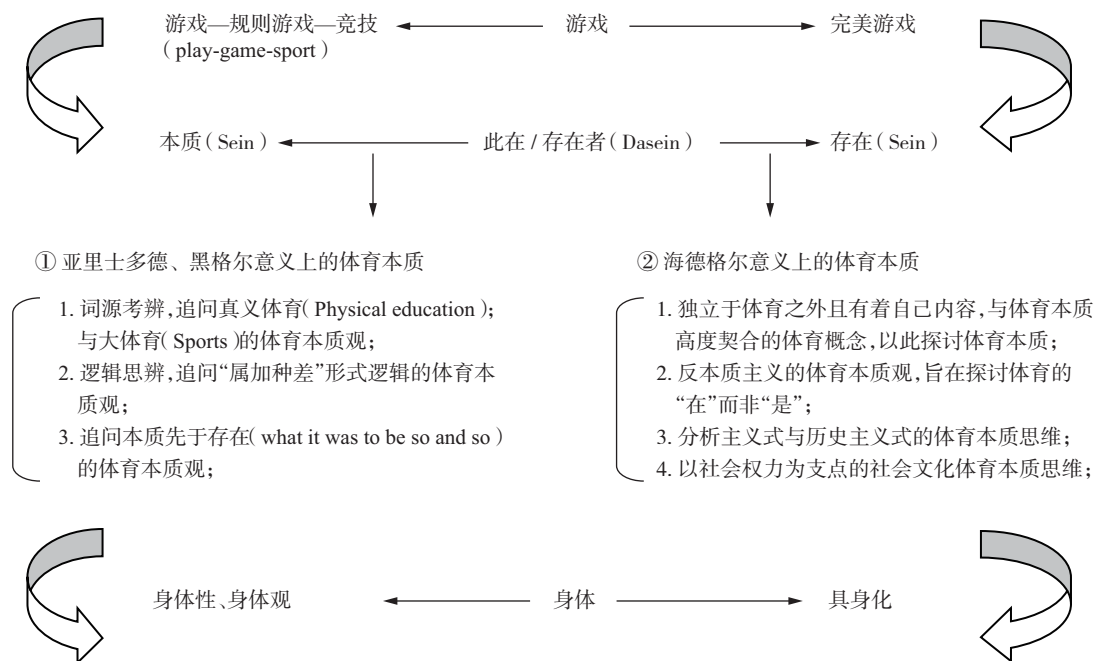 游戏—规则游戏—竞技 游戏 完美游戏
( play-game-sport )
本质( Sein ) 此在 / 存在者( Dasein ) 存在( Sein )
① 亚里士多德、黑格尔意义上的体育本质
1. 词源考辨,追问真义体育( Physical education );
与大体育( Sports )的体育本质观;
2. 逻辑思辨,追问“属加种差”形式逻辑的体育本
质观;
3. 追问本质先于存在( what it was to be so and so )
的体育本质观;
② 海德格尔意义上的体育本质
1. 独立于体育之外且有着自己内容,与体育本质
高度契合的体育概念,以此探讨体育本质;
2. 反本质主义的体育本质观,旨在探讨体育的
“在”而非“是”;
3. 分析主义式与历史主义式的体育本质思维;
4. 以社会权力为支点的社会文化体育本质思维;
身体性、身体观 身体 具身化